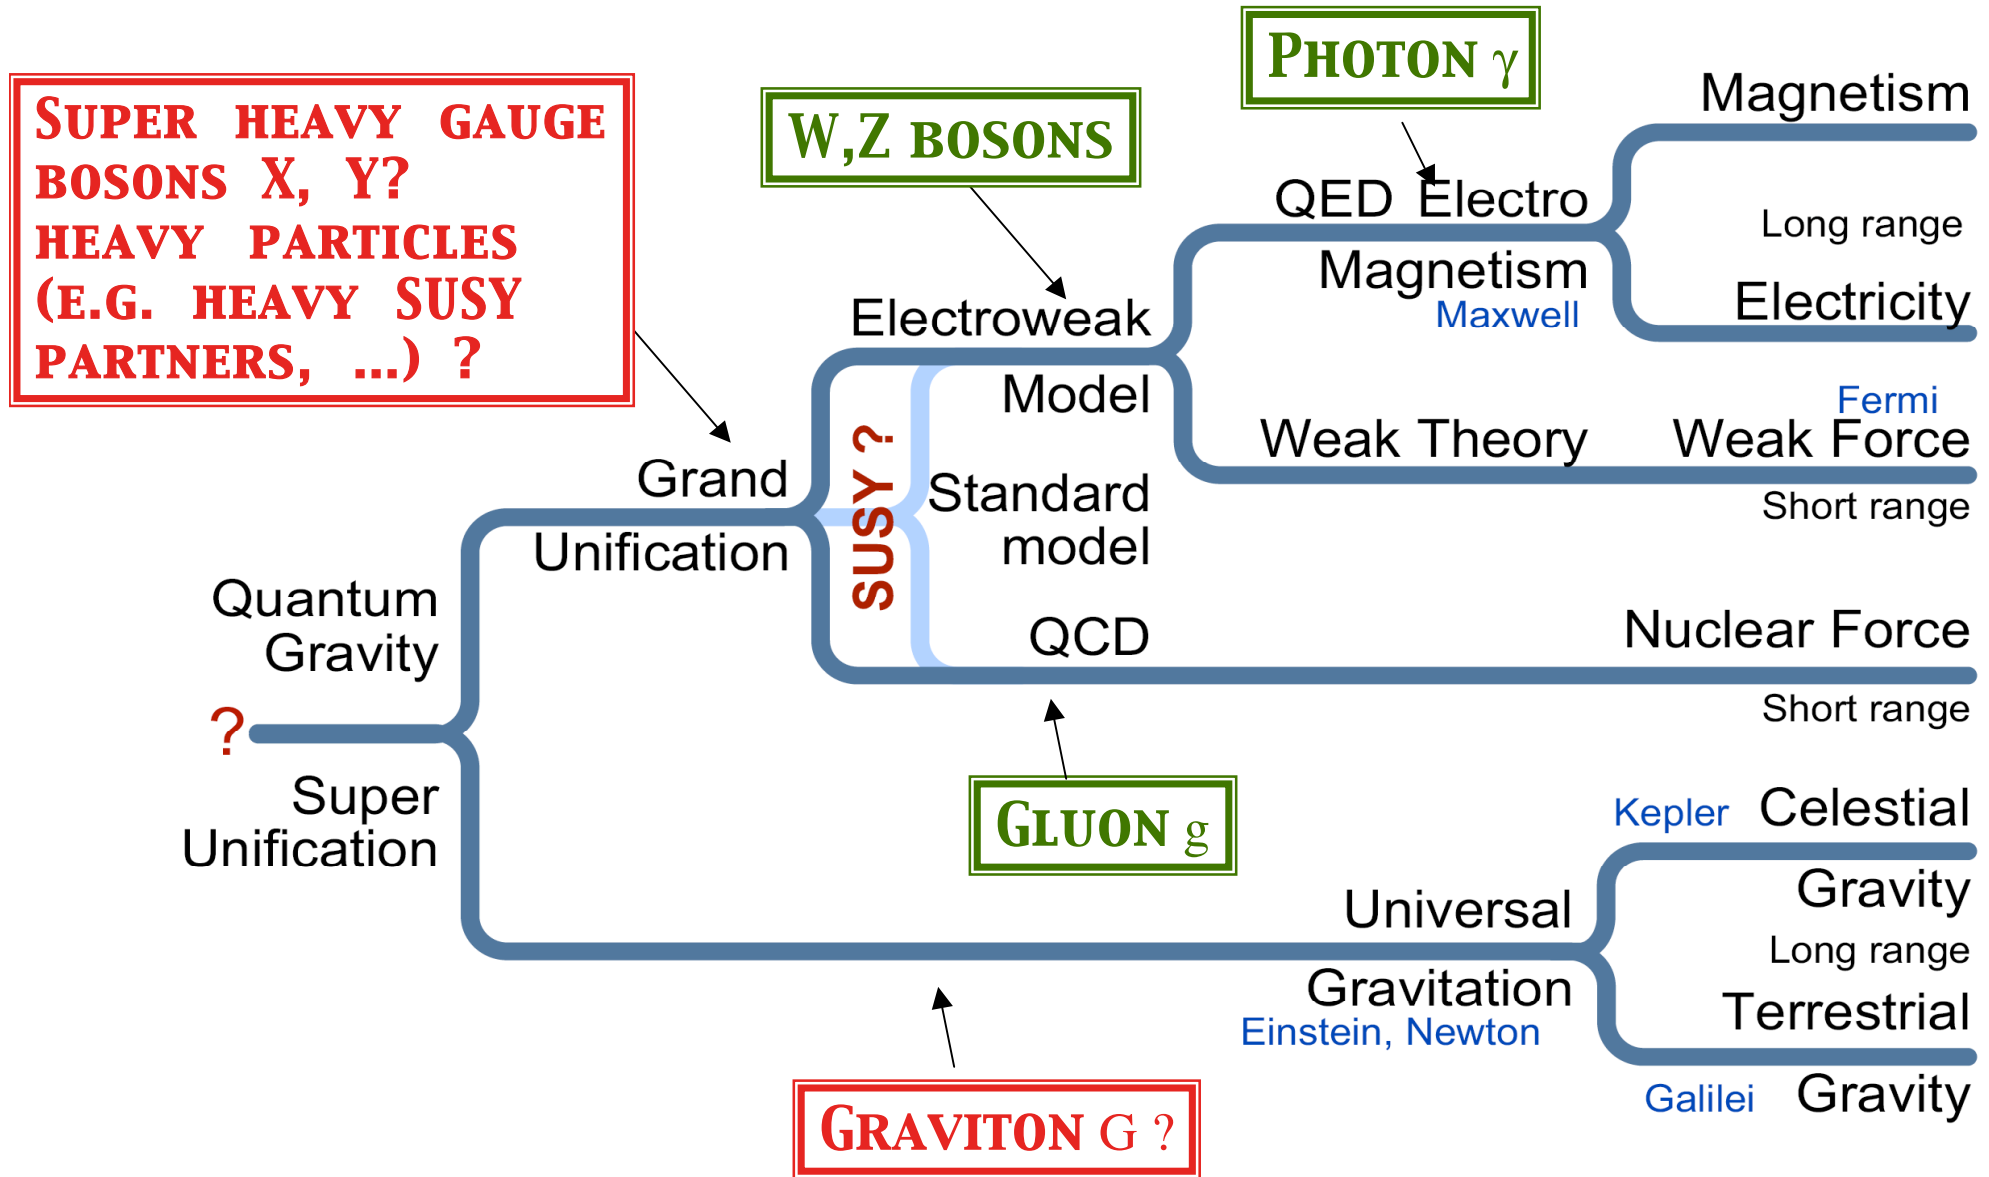 PHOTON γ
SUPER HEAVY GAUGE
BOSONS X, Y?
HEAVY PARTICLES
(E.G. HEAVY SUSY
PARTNERS, ...) ?
W,Z BOSONS
Magnetism
QED Electro
Magnetism
Maxwell
Long range
Electricity
Electroweak
Model
Fermi
Weak Theory
Weak Force
Short range
SUSY ?
Standard
model
Grand
Unification
QCD
Nuclear Force
Short range
Quantum
Gravity
?
Super
Unification
GLUON g
Kepler
Celestial
Gravity
Long range
Universal
Gravitation
Einstein, Newton
Terrestrial
Gravity
Galilei
GRAVITON G ?